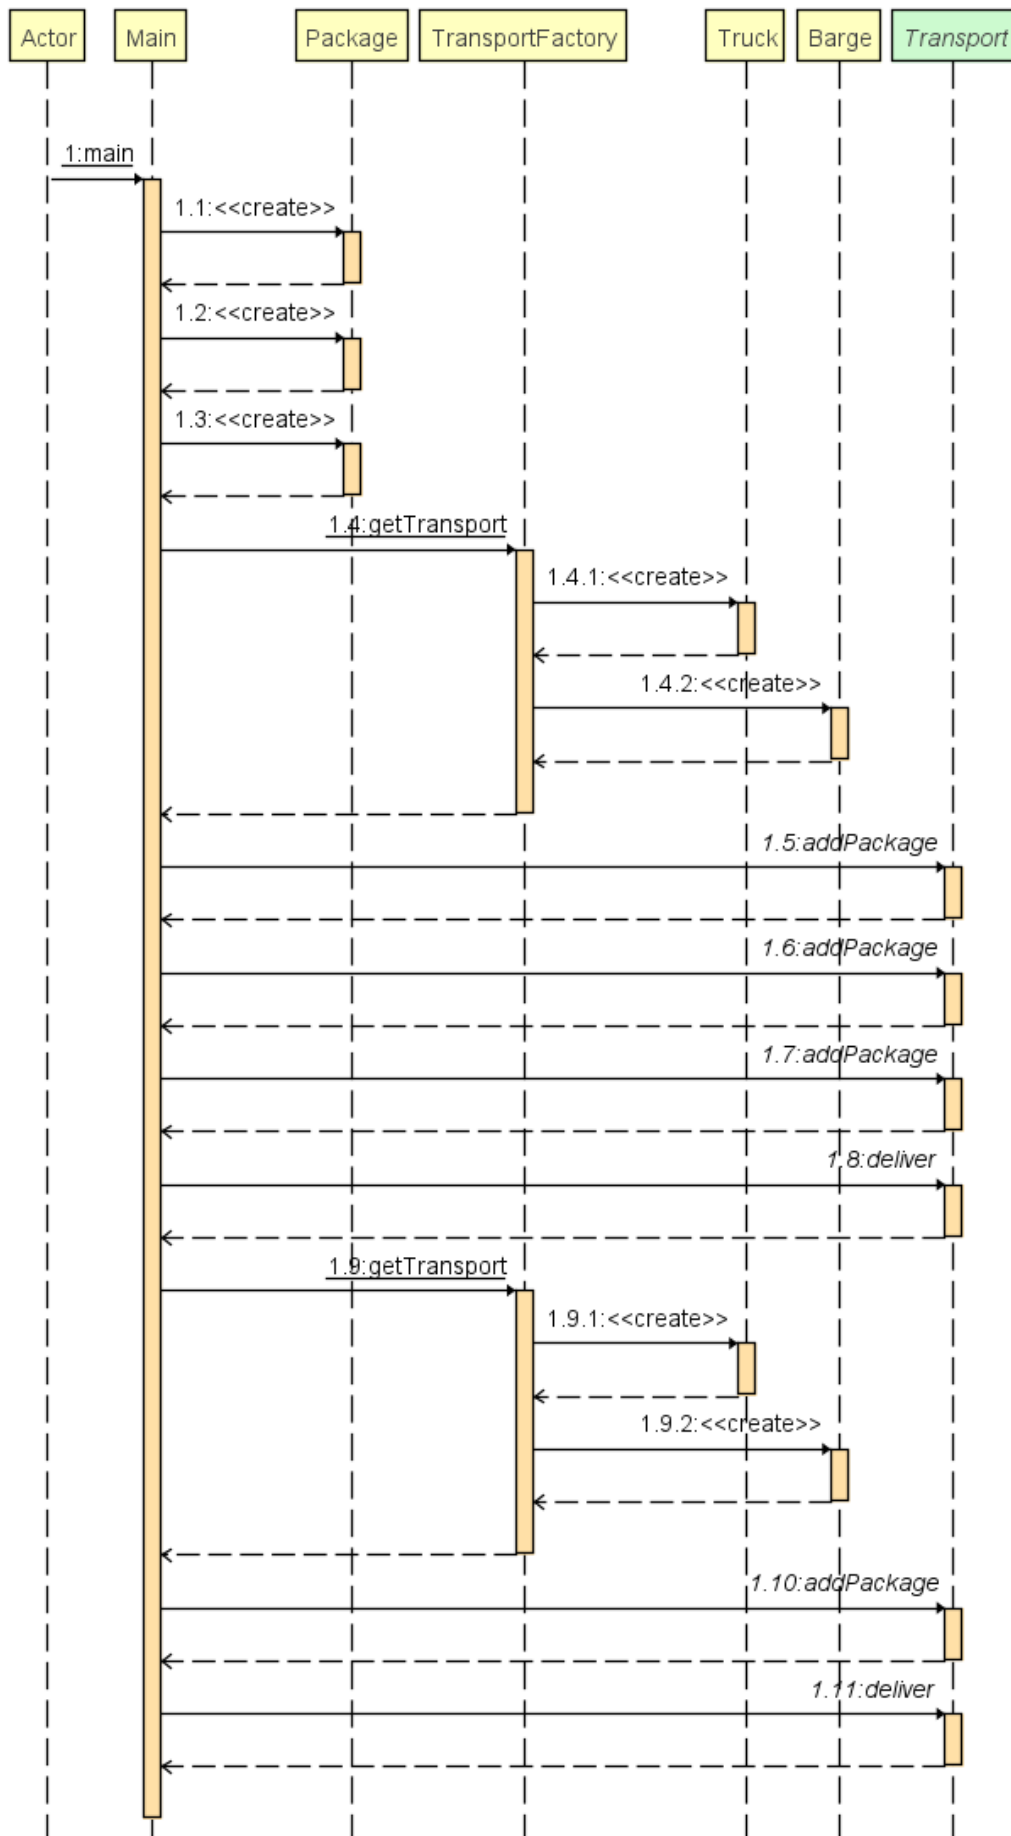 Actor
Main
Package
TransportFactory
Truck
Barge
Transport
1:main
1.1:<<create>>
1.2:<<create>>
1.3:<<create>>
1.4:getTransport
1.4.1:<<create>>
1.4.2:<<create>>
1.5:addPackage
1.6:addPackage
1.7:addPackage
1.8:deliver
1.9:getTransport
1.9.1:<<create>>
1.9.2:<<create>>
1.10:addPackage
1.11:deliver